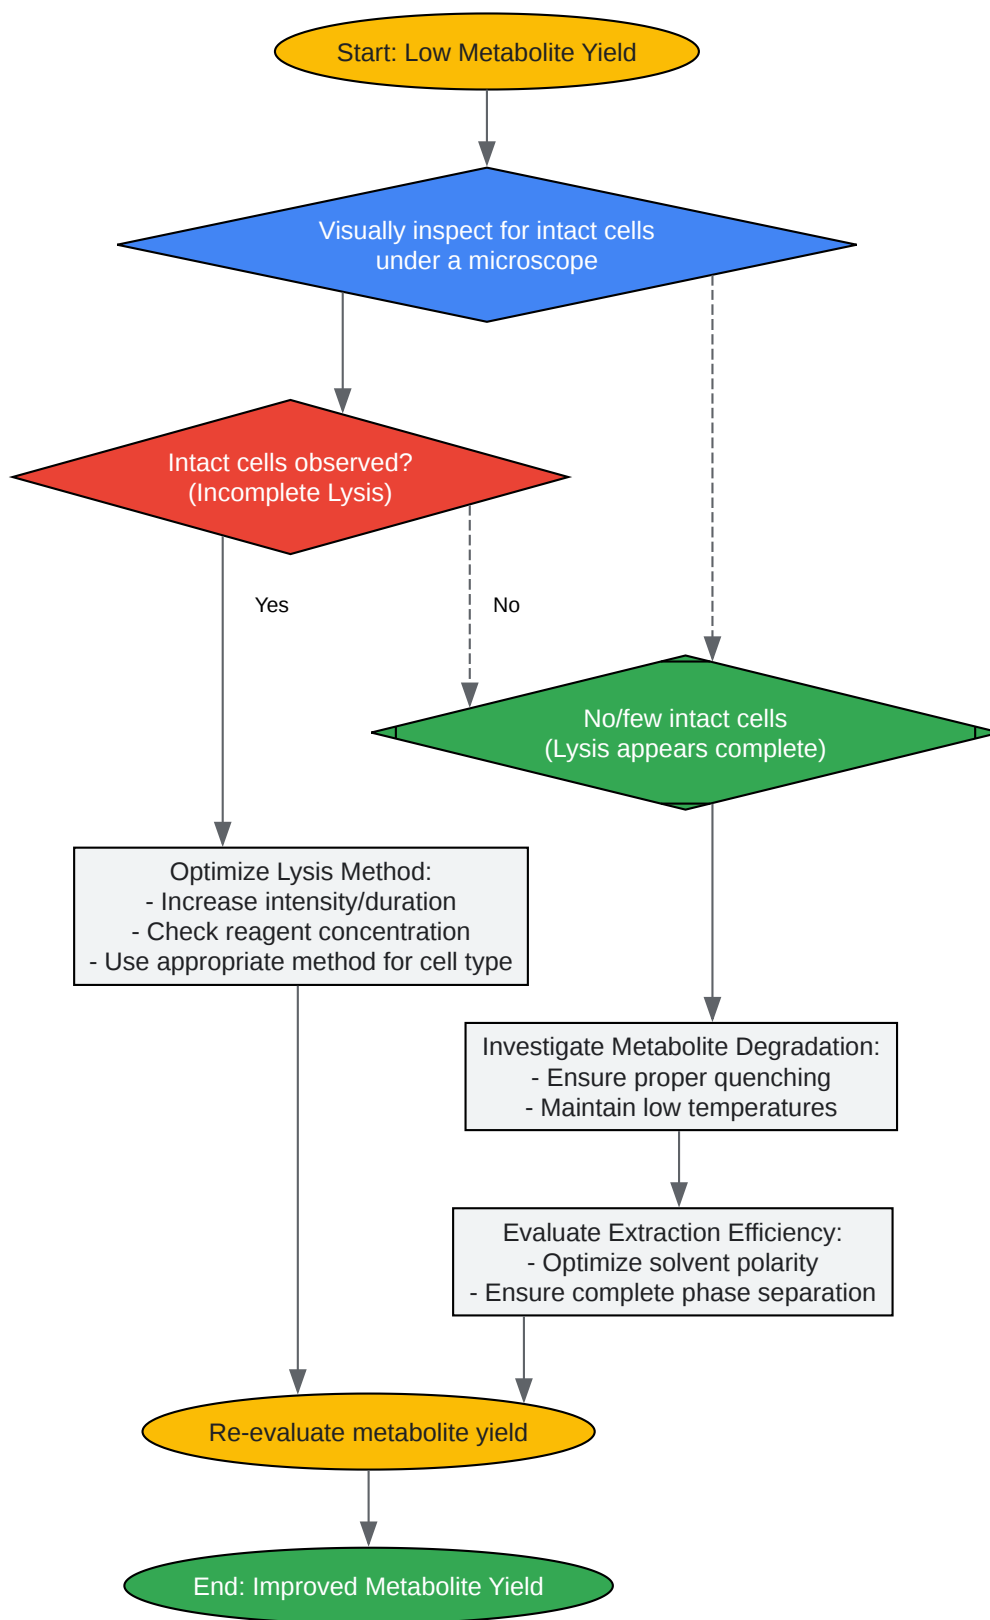 Start: Low Metabolite Yield
Visually inspect for intact cells
under a microscope
Intact cells observed?
(Incomplete Lysis)
Yes
No
No/few intact cells
(Lysis appears complete)
Optimize Lysis Method:
- Increase intensity/duration
- Check reagent concentration
- Use appropriate method for cell type
Investigate Metabolite Degradation:
- Ensure proper quenching
- Maintain low temperatures
Evaluate Extraction Efficiency:
- Optimize solvent polarity
- Ensure complete phase separation
Re-evaluate metabolite yield
End: Improved Metabolite Yield